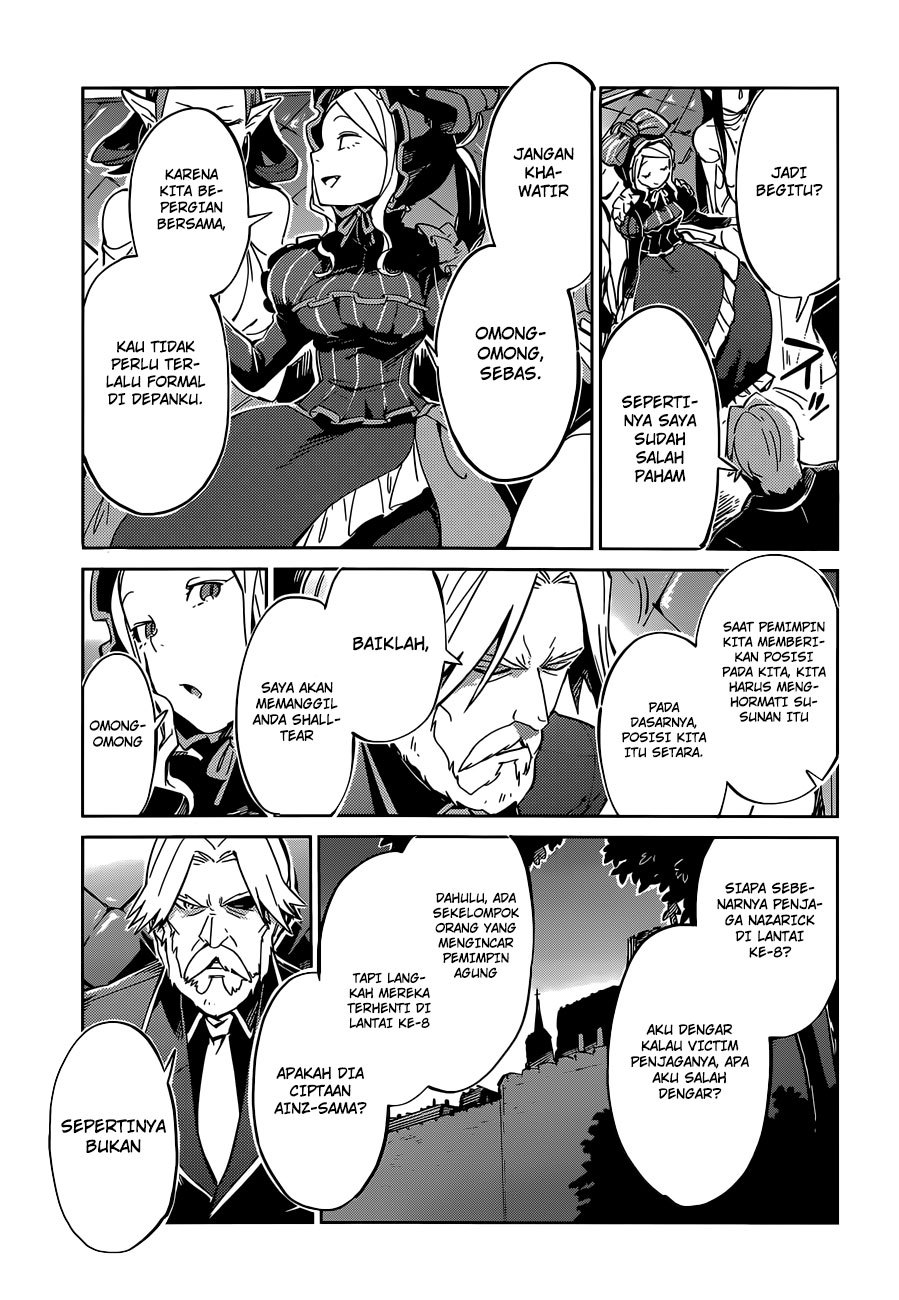 JADI
BEGITU?
SEPERTI-
NYA SAYA
SUDAH
SALAH
PAHAM
JANGAN
KHA-
WATIR
OMONG-
OMONG,
SEBAS.
KARENA
KITA BE-
PERGIAN
BERSAMA,
KAU TIDAK
PERLU TER-
LALU FORMAL
DI DEPANKU.
SAAT PEMIMPIN
KITA MEMBERI-
KAN POSISI
PADA KITA, KITA
HARUS MENG-
HORMATI SU-
SUNAN ITU
PADA
DASARNYA,
POSISI KITA
ITU SETARA.
BAIKLAH,
SAYA AKAN
MEMANGGIL
ANDA SHALL-
TEAR
OMONG-
OMONG
SIAPA SEBE-
NARNYA PENJA-
GA NAZARICK
DI LANTAI
KE-8?
AKU DENGAR
KALAU VICTIM
PENJAGANYA, APA
AKU SALAH
DENGAR?
DAHULU, ADA
SEKELOMPOK
ORANG YANG
MENGINCAR
PEMIMPIN
AGUNG
TAPI LANG-
KAH MEREKA
TERHENTI DI
LANTAI KE-8
APAKAH DIA
CIPTAAN
AINZ-SAMA?
SEPERTINYA
BUKAN